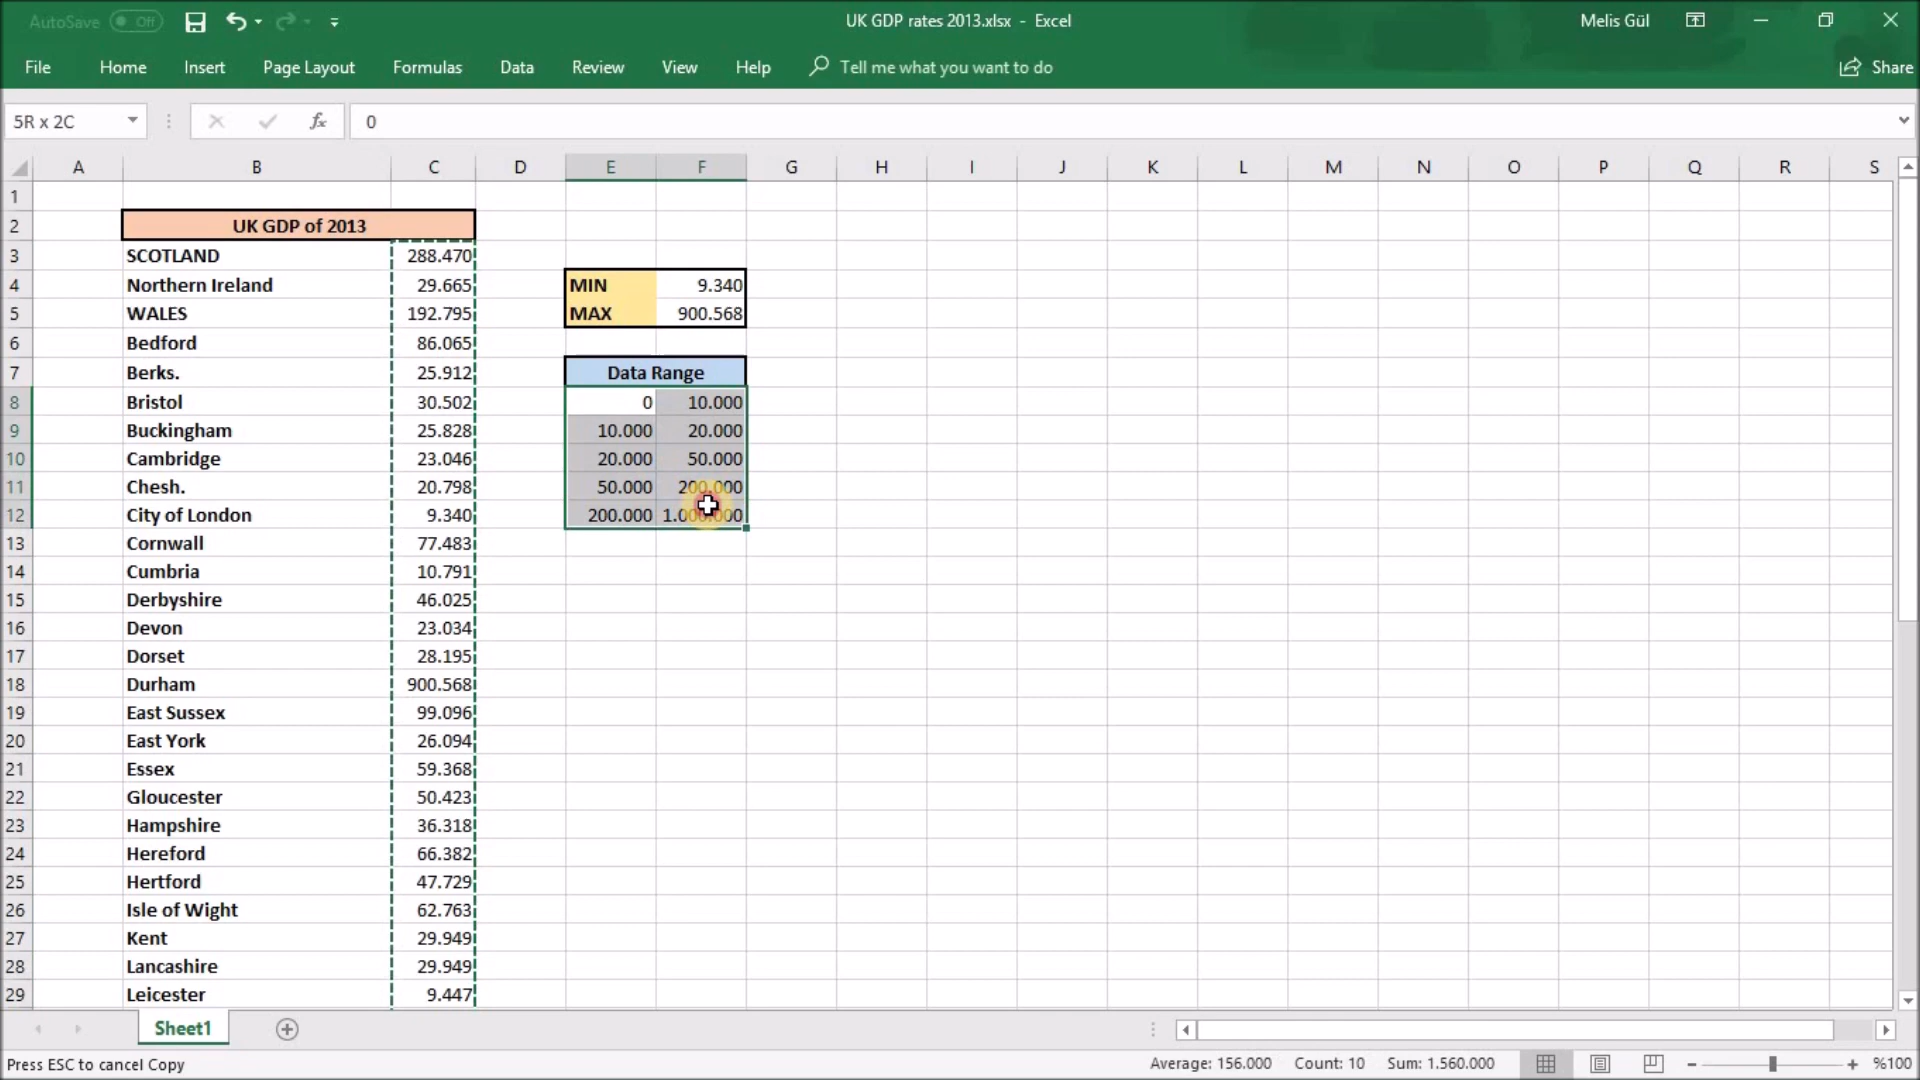 AutoSave Off UK GDP rates 2013.xlsx - Excel Melis Gül
File Home Insert Page Layout Formulas Data Review View Help Tell me what you want to do Share
5R x 2C fx 0
A B C D E F G H I J K L M N O P Q R S
1
2 UK GDP of 2013
3 SCOTLAND 288.470
4 Northern Ireland 29.665 MIN 9.340
5 WALES 192.795 MAX 900.568
6 Bedford 86.065
7 Berks. 25.912 Data Range
8 Bristol 30.502 0 10.000
9 Buckingham 25.828 10.000 20.000
10 Cambridge 23.046 20.000 50.000
11 Chesh. 20.798 50.000 200.000
12 City of London 9.340 200.000 1.000.000
13 Cornwall 77.483
14 Cumbria 10.791
15 Derbyshire 46.025
16 Devon 23.034
17 Dorset 28.195
18 Durham 900.568
19 East Sussex 99.096
20 East York 26.094
21 Essex 59.368
22 Gloucester 50.423
23 Hampshire 36.318
24 Hereford 66.382
25 Hertford 47.729
26 Isle of Wight 62.763
27 Kent 29.949
28 Lancashire 29.949
29 Leicester 9.447
Sheet1
Press ESC to cancel Copy Average: 156.000 Count: 10 Sum: 1.560.000 %100